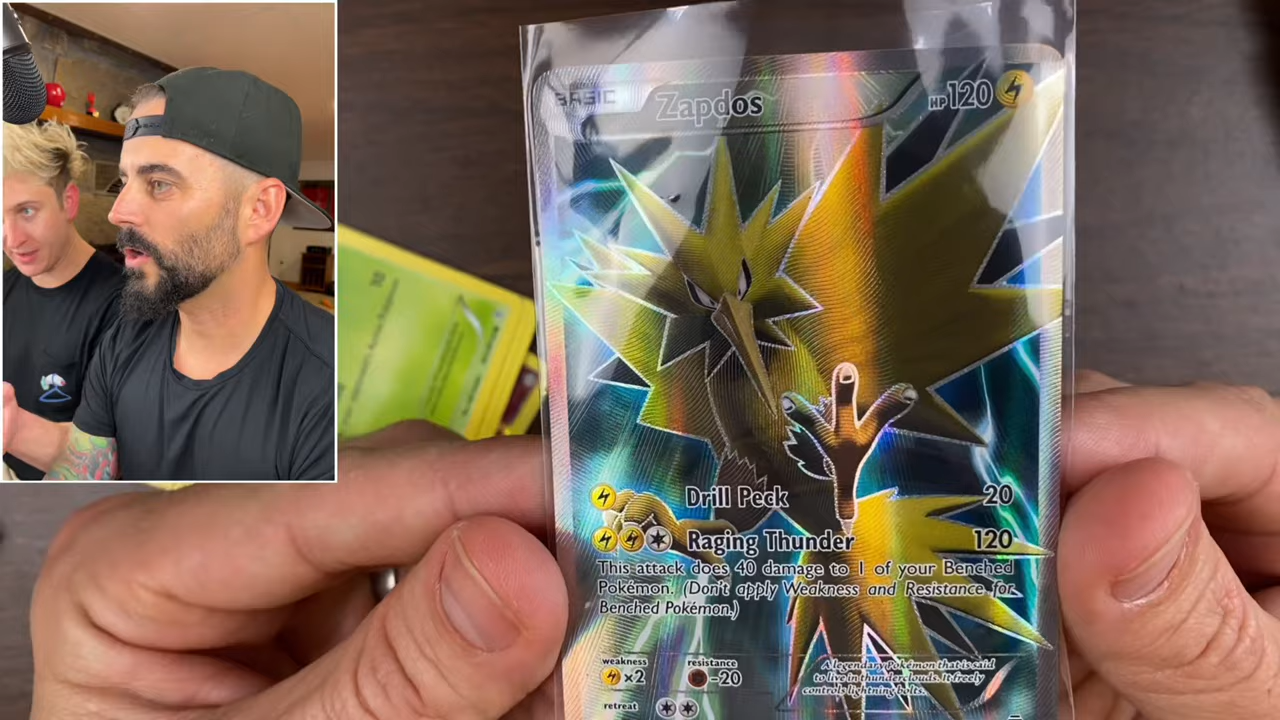 BASIC Zapdos HP120
Drill Peck 20
Raging Thunder 120
This attack does 40 damage to 1 of your Benched
Pokémon. (Don't apply Weakness and Resistance for
Benched Pokémon.)
weakness resistance
×2 -20
A legendary Pokémon that is said
to live in thunderclouds. It freely
controls lightning bolts.
retreat